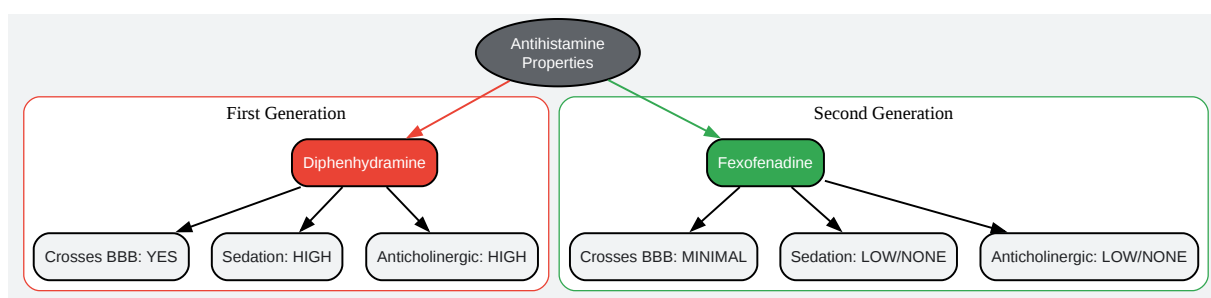 Antihistamine
Properties
First Generation
Second Generation
Diphenhydramine
Fexofenadine
Crosses BBB: YES
Sedation: HIGH
Anticholinergic: HIGH
Crosses BBB: MINIMAL
Sedation: LOW/NONE
Anticholinergic: LOW/NONE